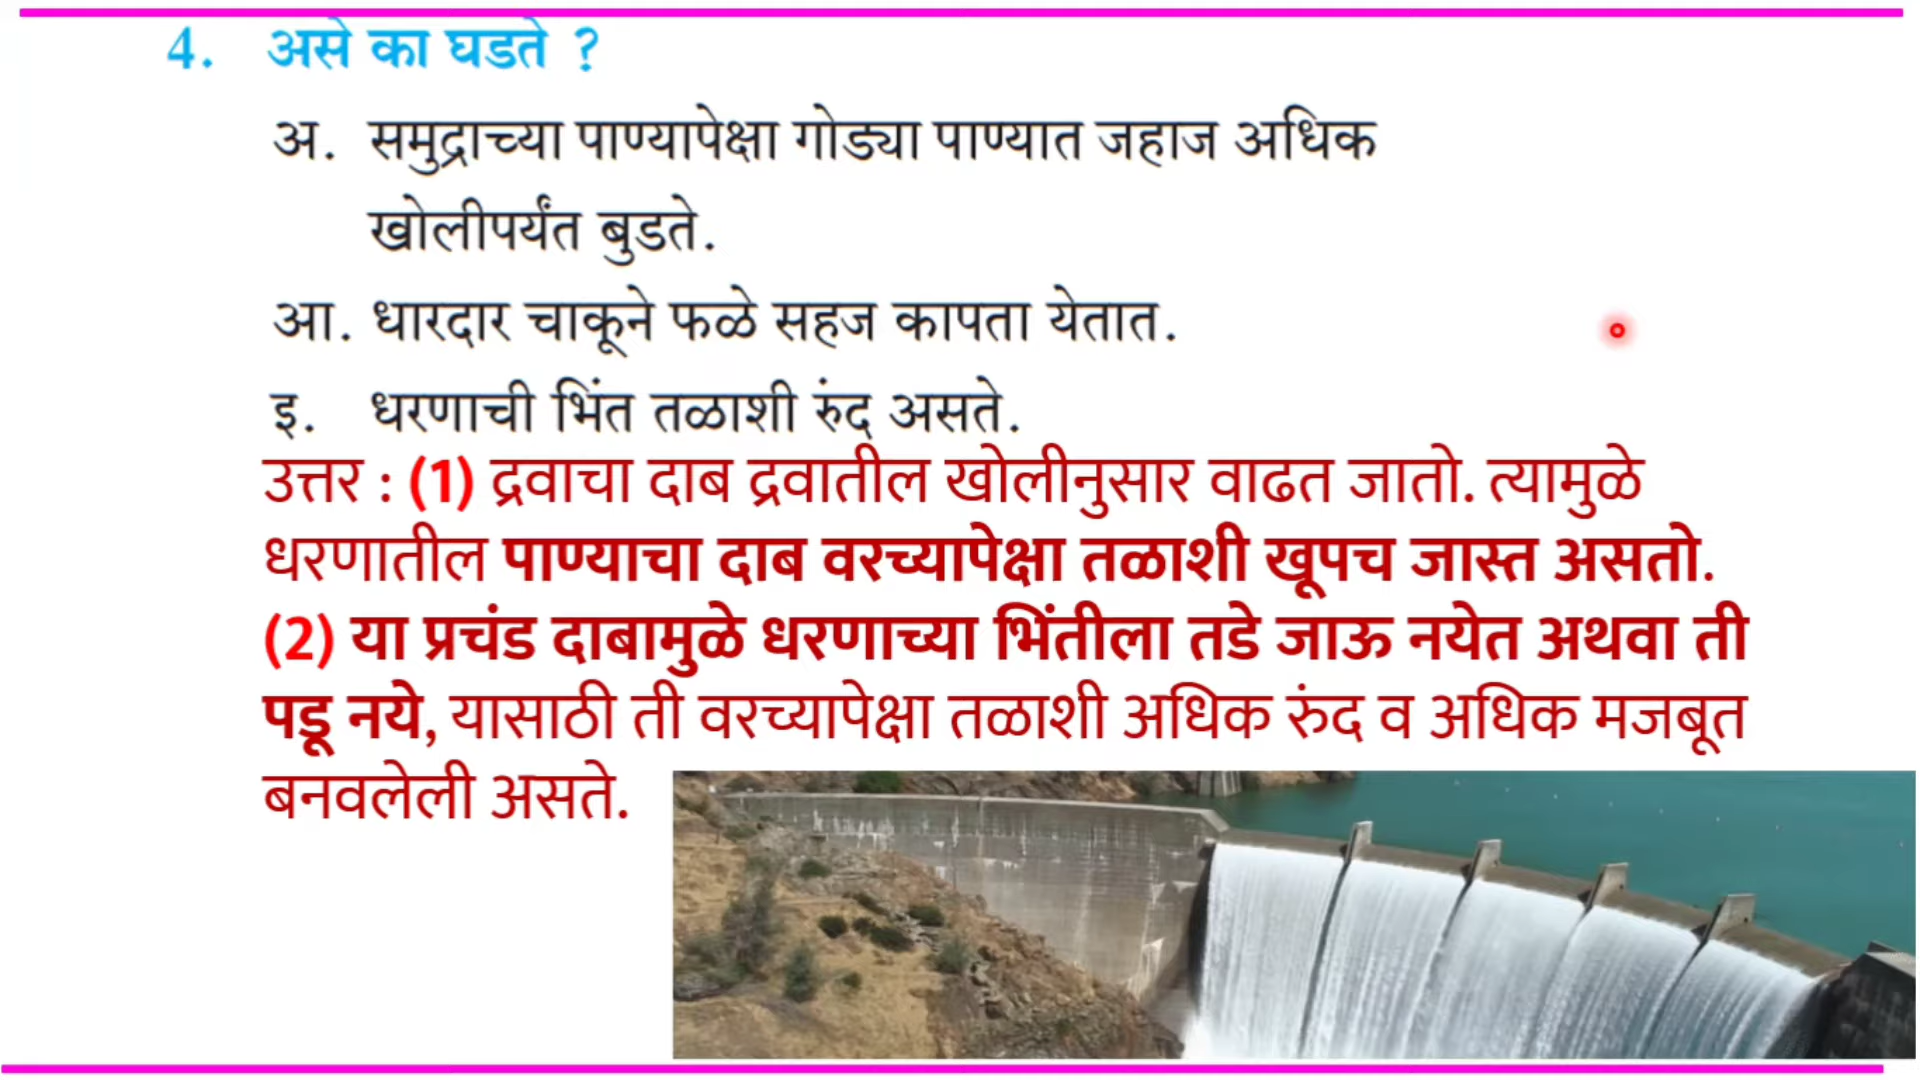 4. असे का घडते ?
अ. समुद्राच्या पाण्यापेक्षा गोड्या पाण्यात जहाज अधिक
खोलीपर्यंत बुडते.
आ. धारदार चाकूने फळे सहज कापता येतात.
इ. धरणाची भिंत तळाशी रुंद असते.
उत्तर : (1) द्रवाचा दाब द्रवातील खोलीनुसार वाढत जातो. त्यामुळे
धरणातील पाण्याचा दाब वरच्यापेक्षा तळाशी खूपच जास्त असतो.
(2) या प्रचंड दाबामुळे धरणाच्या भिंतीला तडे जाऊ नयेत अथवा ती
पडू नये, यासाठी ती वरच्यापेक्षा तळाशी अधिक रुंद व अधिक मजबूत
बनवलेली असते.